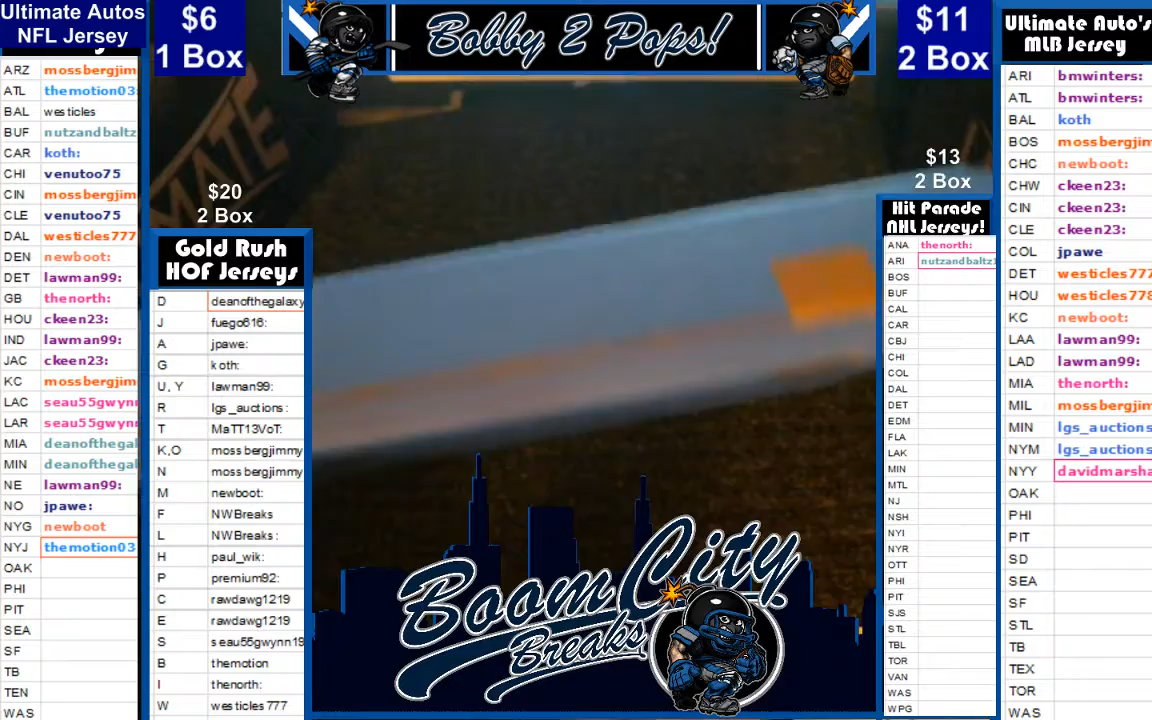 Ultimate Autos
NFL Jersey
ARZ mossbergjim
ATL themotion03
BAL westicles
BUF nutzandbaltz
CAR koth:
CHI venutoo75
CIN mossbergjim
CLE venutoo75
DAL westicles777
DEN newboot:
DET lawman99:
GB thenorth:
HOU ckeen23:
IND lawman99:
JAC ckeen23:
KC mossbergjim
LAC seau55gwynn
LAR seau55gwynn
MIA deanofthegal
MIN deanofthegal
NE lawman99:
NO jpawe:
NYG newboot
NYJ themotion03
OAK
PHI
PIT
SEA
SF
TB
TEN
WAS
$6
1 Box
$20
2 Box
Gold Rush
HOF Jerseys
D deanofthegalaxy
J fuego616:
A jpawe:
G koth:
U, Y lawman99:
R lgs_auctions:
T MaTT13VoT:
K,O mossbergjimmy
N mossbergjimmy
M newboot:
F NWBreaks
L NWBreaks:
H paul_wik:
P premium92:
C rawdawg1219
E rawdawg1219
S seau55gwynn19
B themotion
I thenorth:
W westicles777
Bobby 2 Pops!
MATE
Boom City
Breaks
$11
2 Box
$13
2 Box
Hit Parade
NHL Jerseys!
ANA thenorth:
ARI nutzandbaltz1
BOS
BUF
CAL
CAR
CBJ
CHI
COL
DAL
DET
EDM
FLA
LAK
MIN
MTL
NJ
NSH
NYI
NYR
OTT
PHI
PIT
SJS
STL
TBL
TOR
VAN
WAS
WPG
Ultimate Auto's
MLB Jersey
ARI bmwinters:
ATL bmwinters:
BAL koth
BOS mossbergjim
CHC newboot:
CHW ckeen23:
CIN ckeen23:
CLE ckeen23:
COL jpawe
DET westicles777
HOU westicles778
KC newboot:
LAA lawman99:
LAD lawman99:
MIA thenorth:
MIL mossbergjim
MIN lgs_auctions
NYM lgs_auctions
NYY davidmarsha
OAK
PHI
PIT
SD
SEA
SF
STL
TB
TEX
TOR
WAS